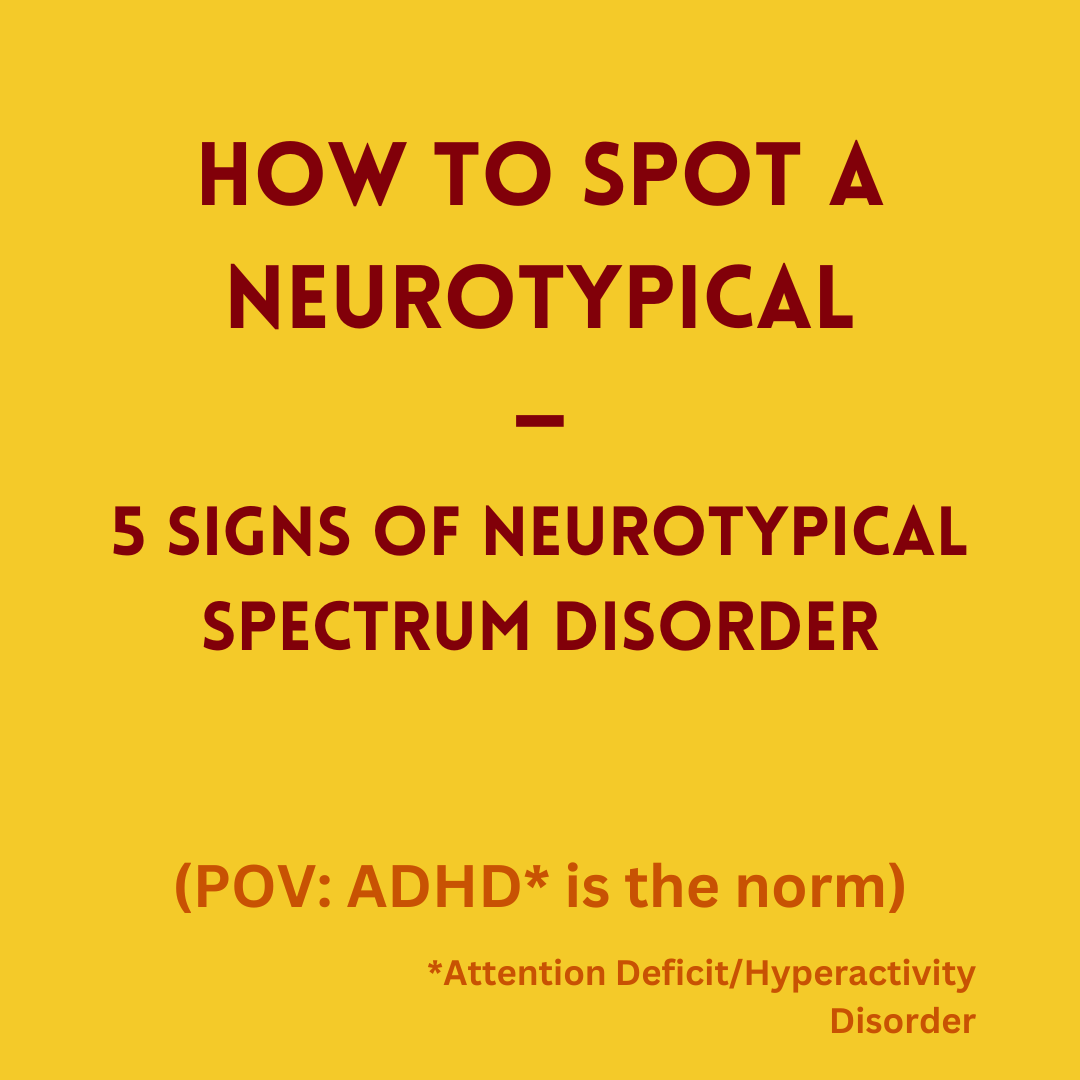 HOW TO SPOT A
NEUROTYPICAL
–
5 SIGNS OF NEUROTYPICAL
SPECTRUM DISORDER
(POV: ADHD* is the norm)
*Attention Deficit/Hyperactivity
Disorder